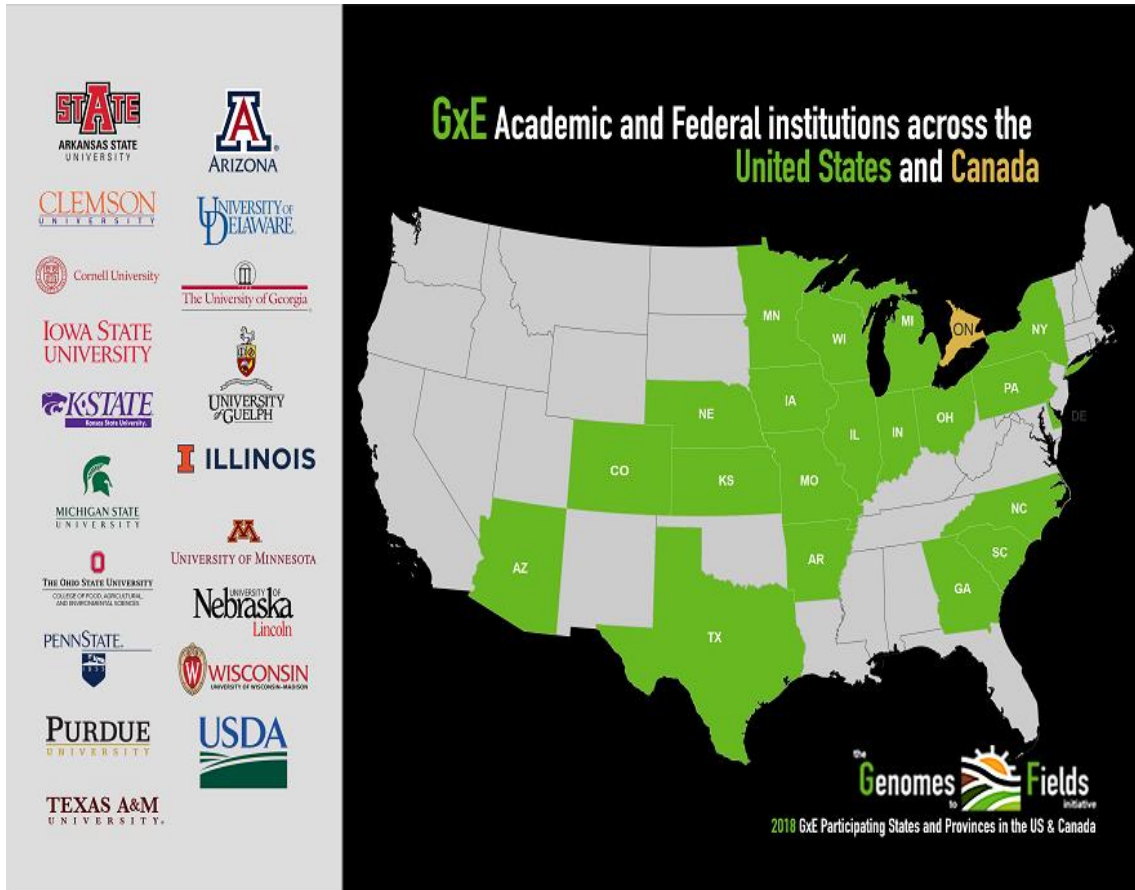 STATE
ARKANSAS STATE
UNIVERSITY
A
ARIZONA
CLEMSON
UNIVERSITY
UNIVERSITY OF
DELAWARE
Cornell University
The University of Georgia
IOWA STATE
UNIVERSITY
UNIVERSITY
of GUELPH
K-STATE
Kansas State University
I ILLINOIS
MICHIGAN STATE
UNIVERSITY
M
UNIVERSITY OF MINNESOTA
O
THE OHIO STATE UNIVERSITY
COLLEGE OF FOOD, AGRICULTURAL,
AND ENVIRONMENTAL SCIENCES
UNIVERSITY OF
Nebraska
Lincoln
PENNSTATE
1855
W
WISCONSIN
UNIVERSITY OF WISCONSIN–MADISON
PURDUE
UNIVERSITY
USDA
TEXAS A&M
UNIVERSITY
GxE Academic and Federal institutions across the
United States and Canada
MN
WI
MI
ON
NY
PA
NE
IA
IL
IN
OH
DE
CO
KS
MO
NC
AZ
AR
SC
GA
TX
the
Genomes
to
Fields
initiative
2018 GxE Participating States and Provinces in the US & Canada